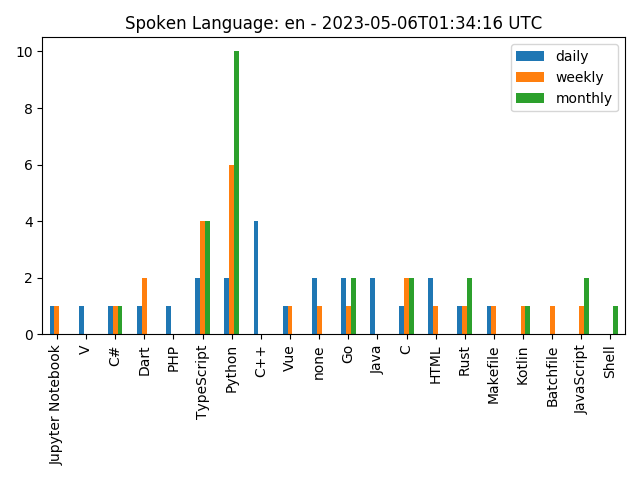 Spoken Language: en - 2023-05-06T01:34:16 UTC
daily
weekly
monthly
10
8
6
4
2
0
Jupyter Notebook
V
C#
Dart
PHP
TypeScript
Python
C++
Vue
none
Go
Java
C
HTML
Rust
Makefile
Kotlin
Batchfile
JavaScript
Shell